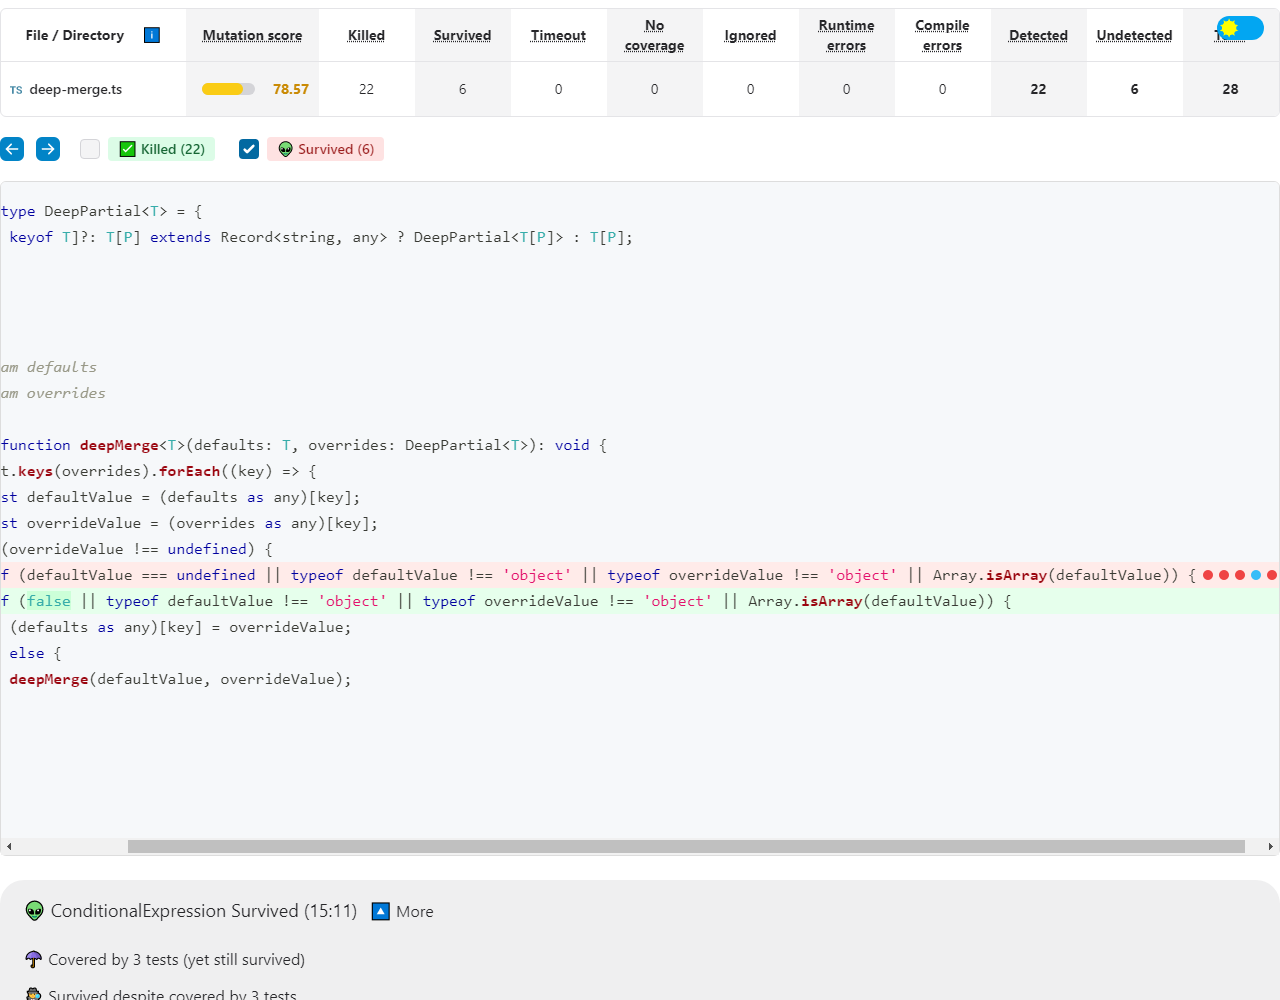 File / Directory Mutation score Killed Survived Timeout No coverage Ignored Runtime errors Compile errors Detected Undetected
TS deep-merge.ts 78.57 22 6 0 0 0 0 0 22 6 28
Killed (22) Survived (6)
type DeepPartial<T> = {
keyof T]?: T[P] extends Record<string, any> ? DeepPartial<T[P]> : T[P];
am defaults
am overrides
function deepMerge<T>(defaults: T, overrides: DeepPartial<T>): void {
t.keys(overrides).forEach((key) => {
st defaultValue = (defaults as any)[key];
st overrideValue = (overrides as any)[key];
(overrideValue !== undefined) {
f (defaultValue === undefined || typeof defaultValue !== 'object' || typeof overrideValue !== 'object' || Array.isArray(defaultValue)) {
f (false || typeof defaultValue !== 'object' || typeof overrideValue !== 'object' || Array.isArray(defaultValue)) {
(defaults as any)[key] = overrideValue;
else {
deepMerge(defaultValue, overrideValue);
ConditionalExpression Survived (15:11) More
Covered by 3 tests (yet still survived)
Survived despite covered by 3 tests